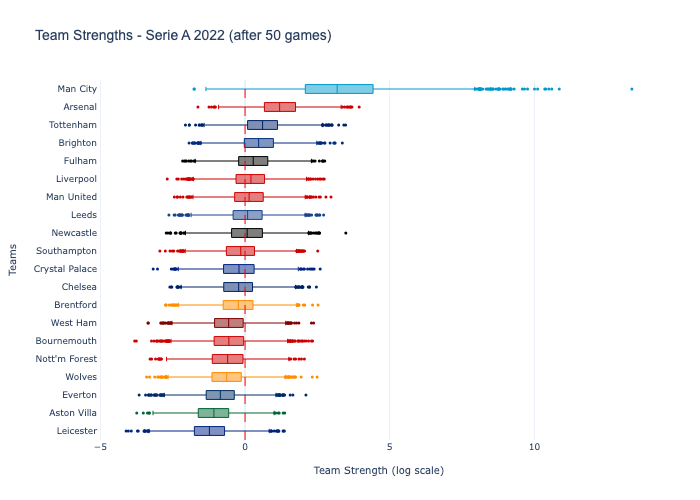 Team Strengths - Serie A 2022 (after 50 games)
Man City
Arsenal
Tottenham
Brighton
Fulham
Liverpool
Man United
Leeds
Newcastle
Southampton
Crystal Palace
Chelsea
Brentford
West Ham
Bournemouth
Nott'm Forest
Wolves
Everton
Aston Villa
Leicester
Teams
−5 0 5 10
Team Strength (log scale)